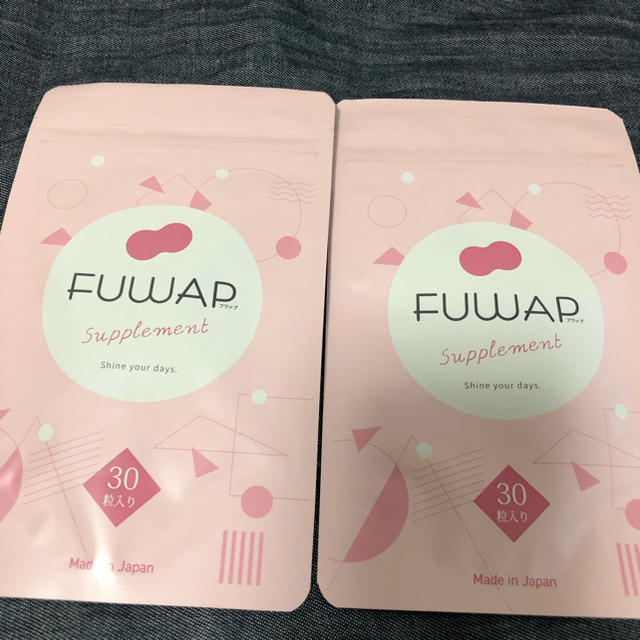 FUWAP
フワップ
Supplement
Shine your days.
30
粒入り
Made in Japan
FUWAP
フワップ
Supplement
Shine your days.
30
粒入り
Made in Japan